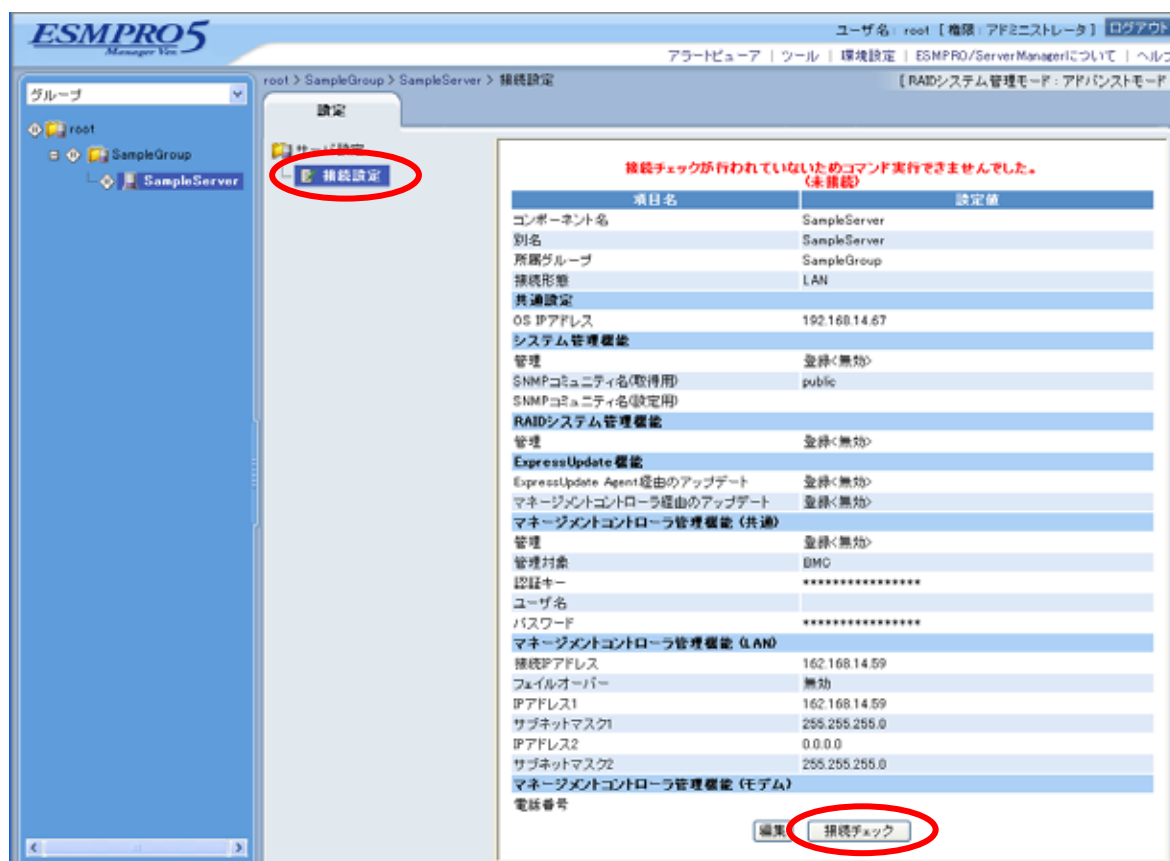 ESMPRO5
Manager Ver.
ユーザ名: root [権限:アドミニストレータ] ログアウト
アラートビューア | ツール | 環境設定 | ESMPRO/ServerManagerについて | ヘルプ
グループ
root > SampleGroup > SampleServer > 接続設定
[RAIDシステム管理モード:アドバンストモード
設定
root
SampleGroup
SampleServer
サーバ設定
接続設定
接続チェックが行われていないためコマンド実行できませんでした。
(未接続)
項目名 設定値
コンポーネント名 SampleServer
別名 SampleServer
所属グループ SampleGroup
接続形態 LAN
共通設定
OS IPアドレス 192.168.14.67
システム管理機能
管理 登録<無効>
SNMPコミュニティ名(取得用) public
SNMPコミュニティ名(設定用)
RAIDシステム管理機能
管理 登録<無効>
ExpressUpdate機能
ExpressUpdate Agent経由のアップデート 登録<無効>
マネージメントコントローラ経由のアップデート 登録<無効>
マネージメントコントローラ管理機能 (共通)
管理 登録<無効>
管理対象 BMC
認証キー ****************
ユーザ名
パスワード ****************
マネージメントコントローラ管理機能 (LAN)
接続IPアドレス 162.168.14.59
フェイルオーバー 無効
IPアドレス1 162.168.14.59
サブネットマスク1 255.255.255.0
IPアドレス2 0.0.0.0
サブネットマスク2 255.255.255.0
マネージメントコントローラ管理機能 (モデム)
電話番号
編集 接続チェック